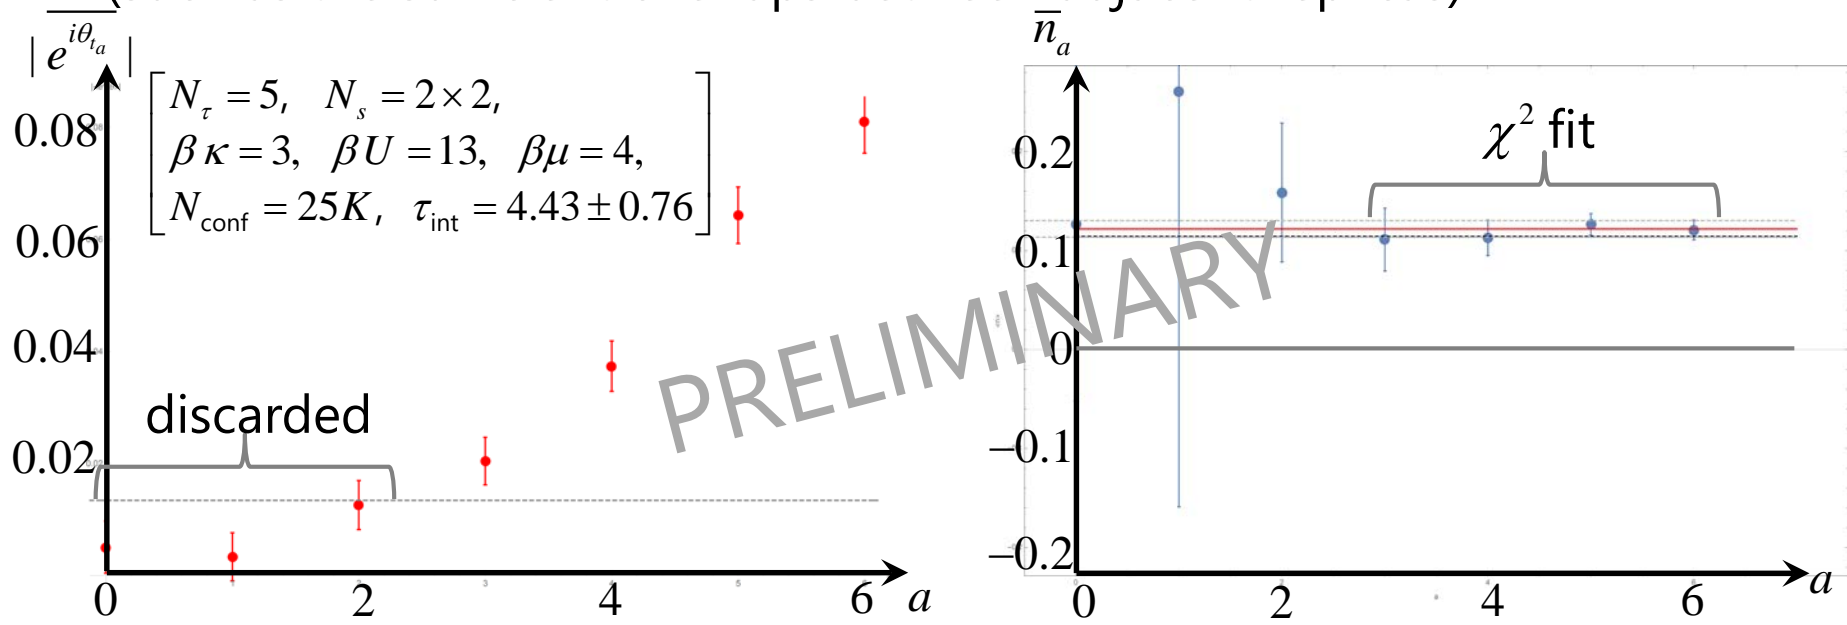 | e^{iθ_{t_a}} |
[ N_τ = 5, N_s = 2×2,
βκ = 3, βU = 13, βμ = 4,
N_conf = 25K, τ_int = 4.43 ± 0.76 ]
0.08
0.06
0.04
0.02
discarded
0 2 4 6 a
n̄_a
χ² fit
0.2
0.1
0
−0.1
−0.2
0 2 4 6 a
PRELIMINARY